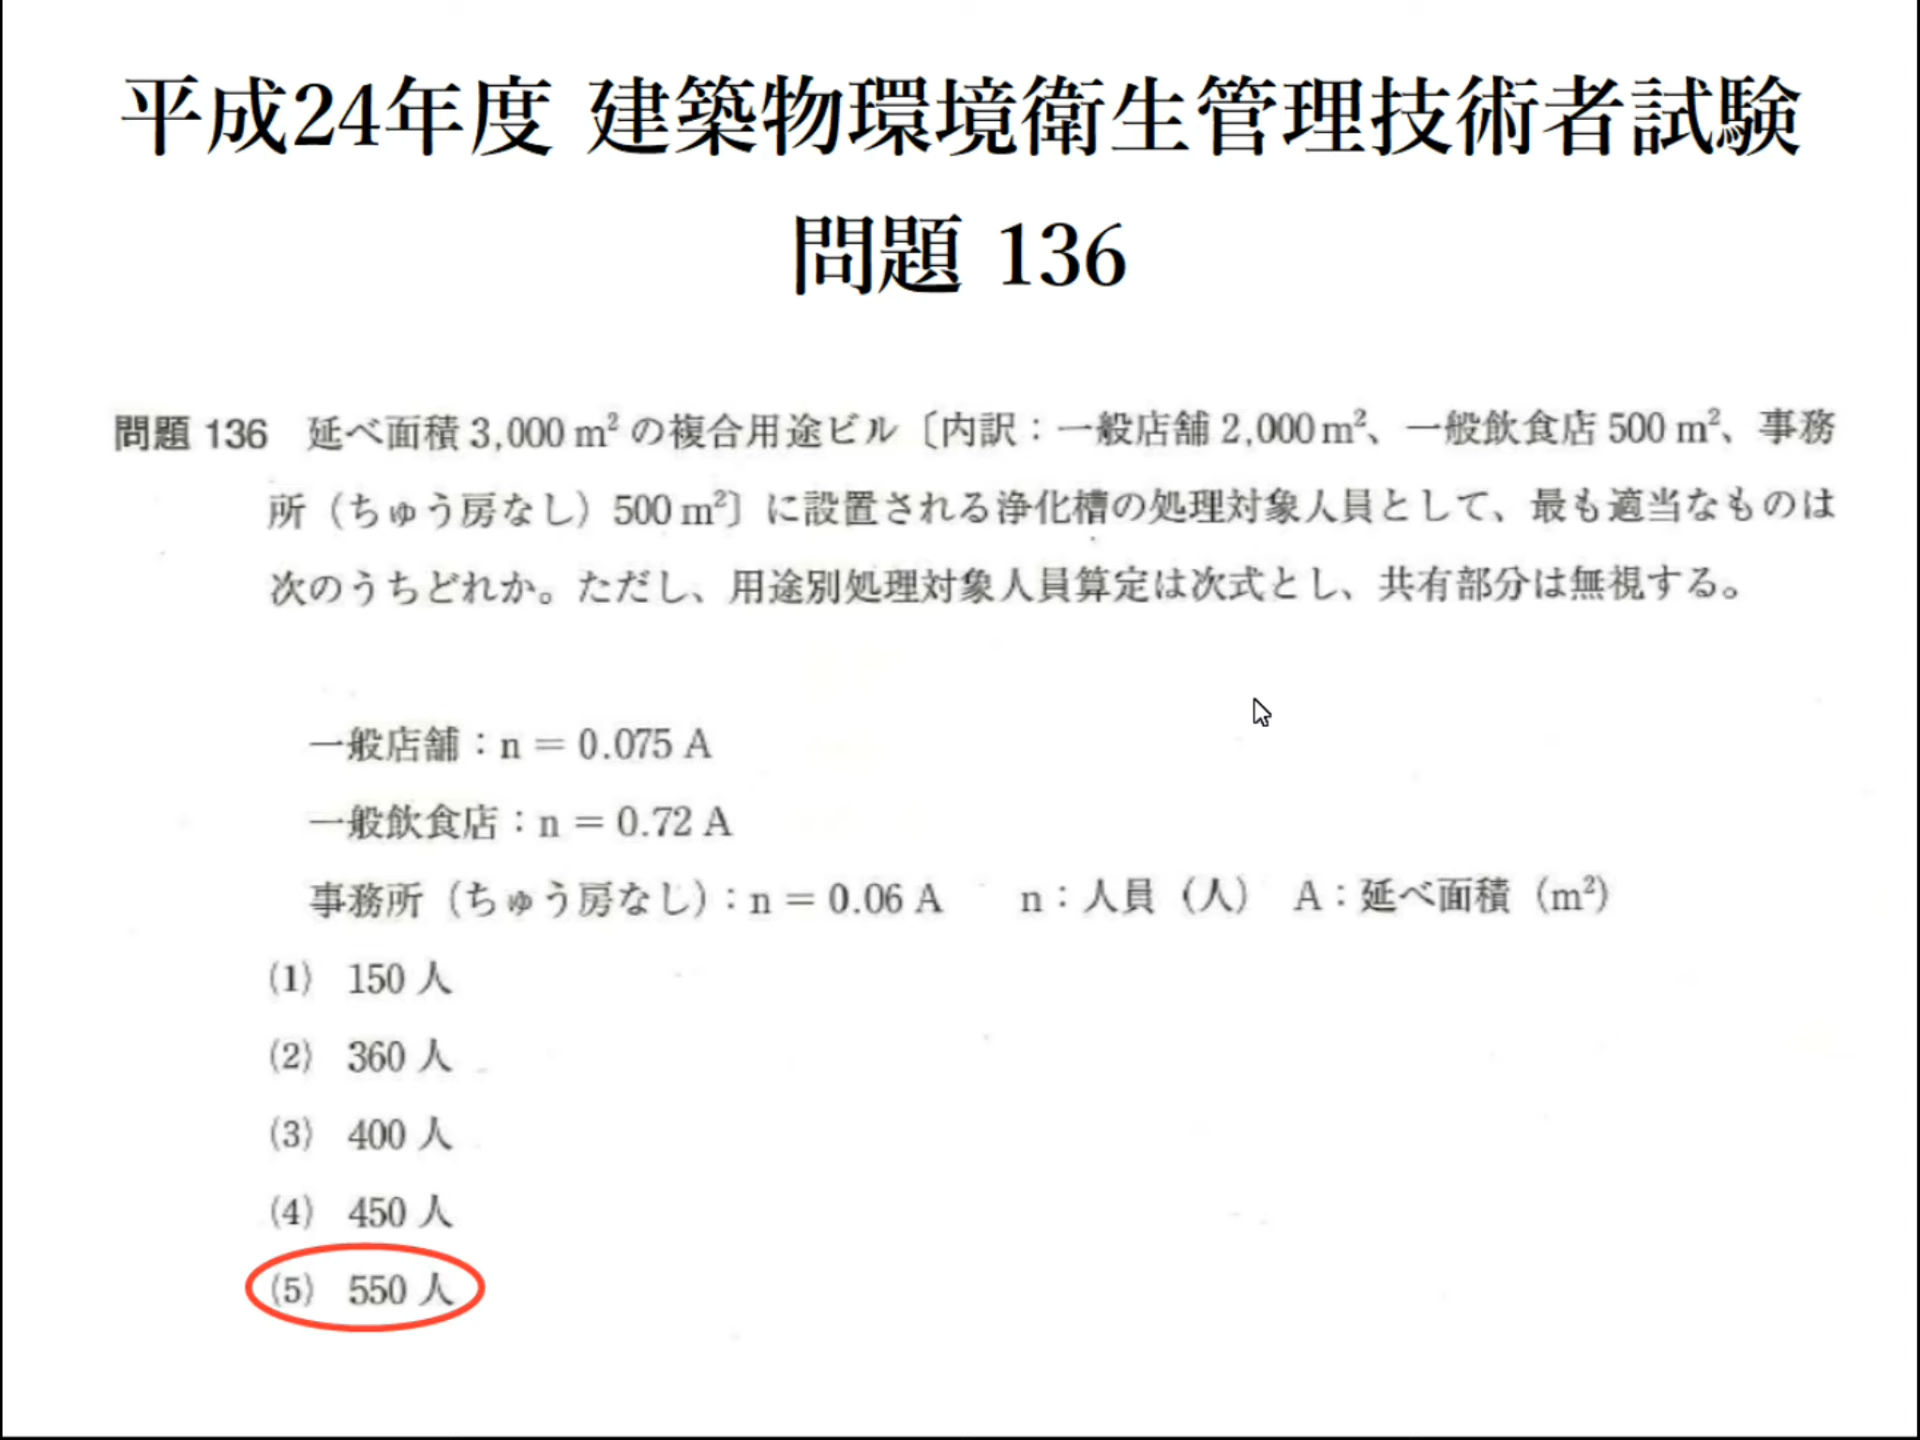 平成24年度 建築物環境衛生管理技術者試験
問題 136
問題 136　延べ面積 3,000 m² の複合用途ビル〔内訳：一般店舗 2,000 m²、一般飲食店 500 m²、事務
所（ちゅう房なし）500 m²〕に設置される浄化槽の処理対象人員として、最も適当なものは
次のうちどれか。ただし、用途別処理対象人員算定は次式とし、共有部分は無視する。
一般店舗：n = 0.075 A
一般飲食店：n = 0.72 A
事務所（ちゅう房なし）：n = 0.06 A　　n：人員（人）　A：延べ面積（m²）
(1)　150 人
(2)　360 人
(3)　400 人
(4)　450 人
(5)　550 人